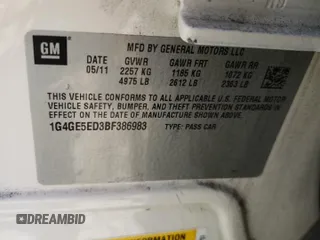 GM
MFD BY GENERAL MOTORS LLC
DATE GVWR GAWR FRT GAWR RR
05/11 2257 KG 1185 KG 1072 KG
4975 LB 2612 LB 2363 LB
THIS VEHICLE CONFORMS TO ALL APPLICABLE U.S. FEDERAL
VEHICLE SAFETY, BUMPER, AND THEFT PREVENTION STANDARDS IN
EFFECT ON THE DATE OF MANUFACTURE SHOWN ABOVE.
1G4GE5ED3BF386983 TYPE: PASS CAR
DREAMBID
WARNING